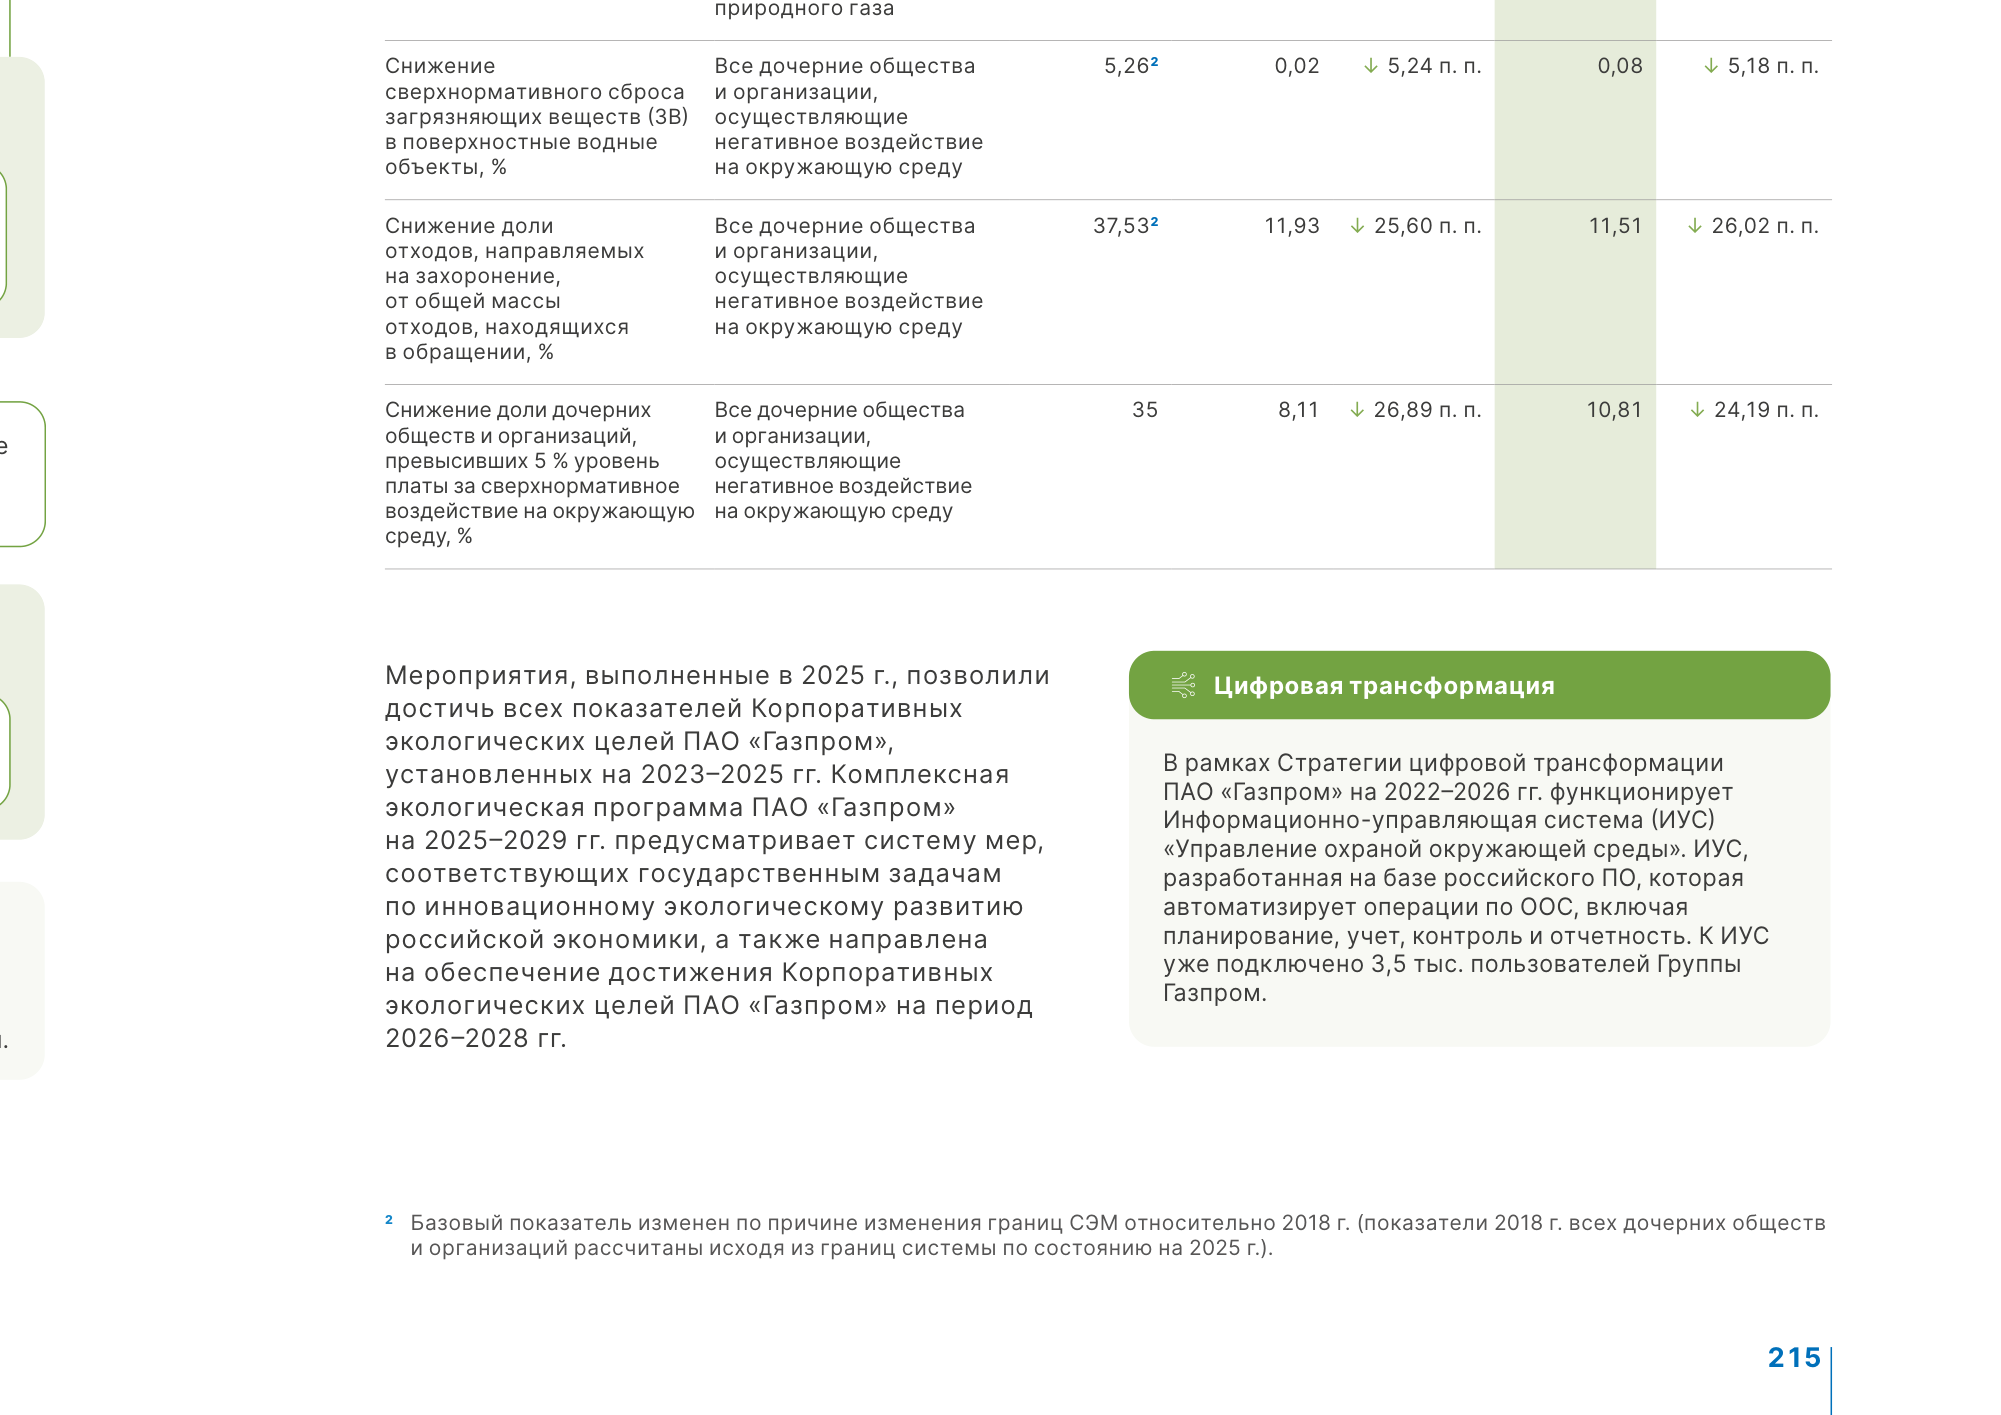 природного газа
Снижение
сверхнормативного сброса
загрязняющих веществ (ЗВ)
в поверхностные водные
объекты, %
Все дочерние общества
и организации,
осуществляющие
негативное воздействие
на окружающую среду
5,26² 0,02 ↓ 5,24 п. п. 0,08 ↓ 5,18 п. п.
Снижение доли
отходов, направляемых
на захоронение,
от общей массы
отходов, находящихся
в обращении, %
Все дочерние общества
и организации,
осуществляющие
негативное воздействие
на окружающую среду
37,53² 11,93 ↓ 25,60 п. п. 11,51 ↓ 26,02 п. п.
Снижение доли дочерних
обществ и организаций,
превысивших 5 % уровень
платы за сверхнормативное
воздействие на окружающую
среду, %
Все дочерние общества
и организации,
осуществляющие
негативное воздействие
на окружающую среду
35 8,11 ↓ 26,89 п. п. 10,81 ↓ 24,19 п. п.
е
.
Мероприятия, выполненные в 2025 г., позволили
достичь всех показателей Корпоративных
экологических целей ПАО «Газпром»,
установленных на 2023–2025 гг. Комплексная
экологическая программа ПАО «Газпром»
на 2025–2029 гг. предусматривает систему мер,
соответствующих государственным задачам
по инновационному экологическому развитию
российской экономики, а также направлена
на обеспечение достижения Корпоративных
экологических целей ПАО «Газпром» на период
2026–2028 гг.
Цифровая трансформация
В рамках Стратегии цифровой трансформации
ПАО «Газпром» на 2022–2026 гг. функционирует
Информационно-управляющая система (ИУС)
«Управление охраной окружающей среды». ИУС,
разработанная на базе российского ПО, которая
автоматизирует операции по ООС, включая
планирование, учет, контроль и отчетность. К ИУС
уже подключено 3,5 тыс. пользователей Группы
Газпром.
² Базовый показатель изменен по причине изменения границ СЭМ относительно 2018 г. (показатели 2018 г. всех дочерних обществ
и организаций рассчитаны исходя из границ системы по состоянию на 2025 г.).
215